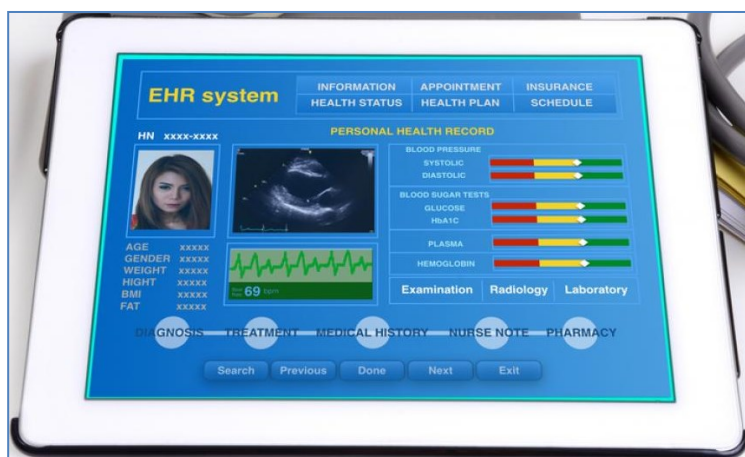 EHR system
INFORMATION APPOINTMENT INSURANCE
HEALTH STATUS HEALTH PLAN SCHEDULE
HN xxxx-xxxx
PERSONAL HEALTH RECORD
BLOOD PRESSURE
SYSTOLIC
DIASTOLIC
BLOOD SUGAR TESTS
GLUCOSE
HbA1C
PLASMA
HEMOGLOBIN
AGE xxxxx
GENDER xxxxx
WEIGHT xxxxx
HIGHT xxxxx
BMI xxxxx
FAT xxxxx
69 bpm
Examination Radiology Laboratory
DIAGNOSIS TREATMENT MEDICAL HISTORY NURSE NOTE PHARMACY
Search Previous Done Next Exit